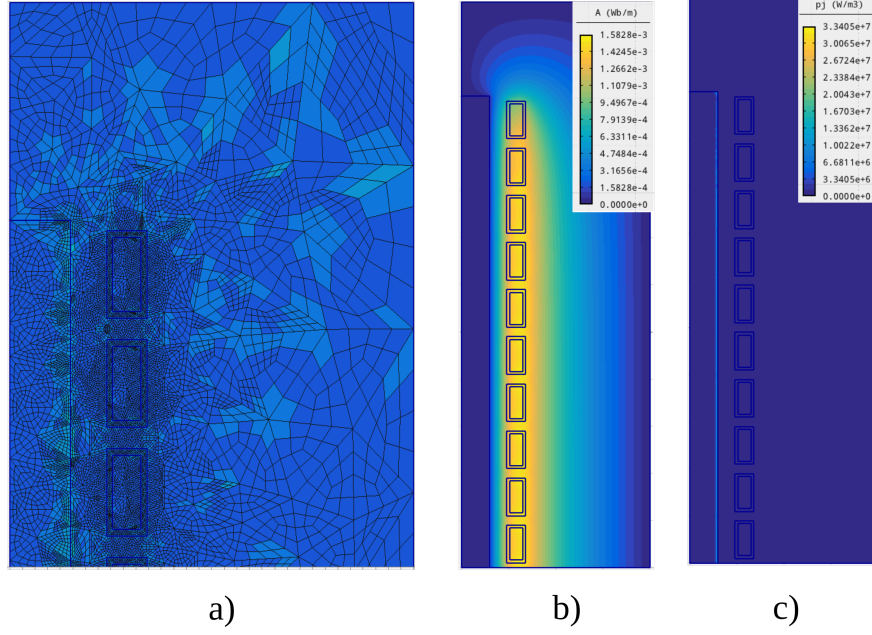 A (Wb/m)
1.5828e-3
1.4245e-3
1.2662e-3
1.1079e-3
9.4967e-4
7.9139e-4
6.3311e-4
4.7484e-4
3.1656e-4
1.5828e-4
0.0000e+0
pj (W/m3)
3.3405e+7
3.0065e+7
2.6724e+7
2.3384e+7
2.0043e+7
1.6703e+7
1.3362e+7
1.0022e+7
6.6811e+6
3.3405e+6
0.0000e+0
a)
b)
c)